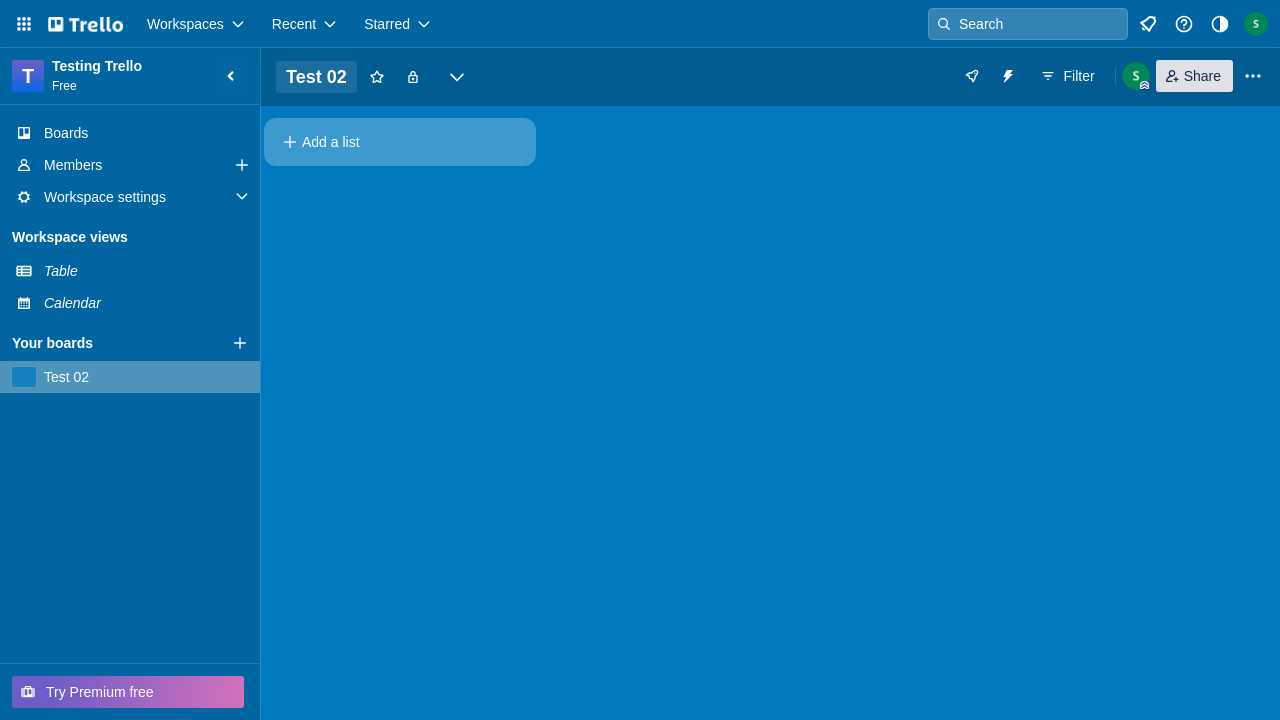 Trello
Workspaces
Recent
Starred
Search
S
T
Testing Trello
Free
Test 02
Filter
S
Share
Boards
Members
Workspace settings
Workspace views
Table
Calendar
Your boards
Test 02
Add a list
Try Premium free